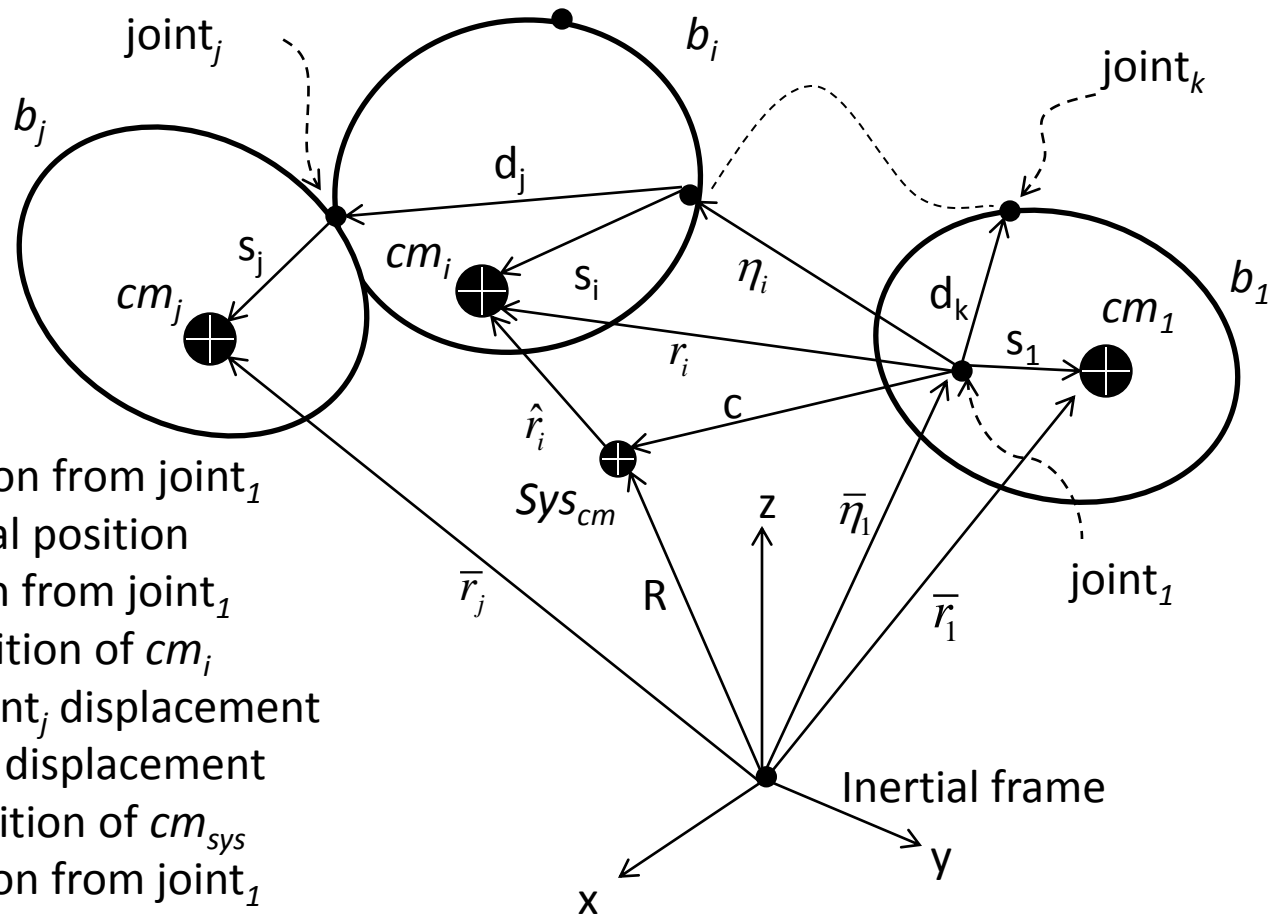 joint_j
b_i
joint_k
b_j
d_j
s_j
cm_i
s_i
η_i
d_k
cm_1
b_1
cm_j
r_i
s_1
c
r̂_i
on from joint_1
Sys_cm
z
η̄_1
al position
r̄_j
R
r̄_1
joint_1
n from joint_1
ition of cm_i
nt_j displacement
displacement
Inertial frame
ition of cm_sys
y
on from joint_1
x